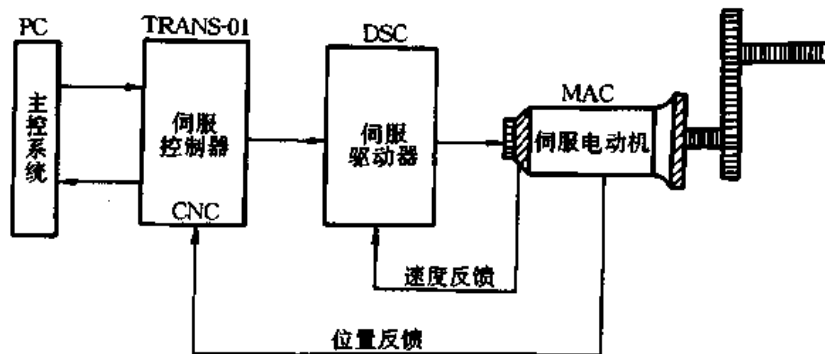 PC
TRANS-01
DSC
MAC
主控系统
伺服
控制器
CNC
伺服
驱动器
伺服电动机
速度反馈
位置反馈